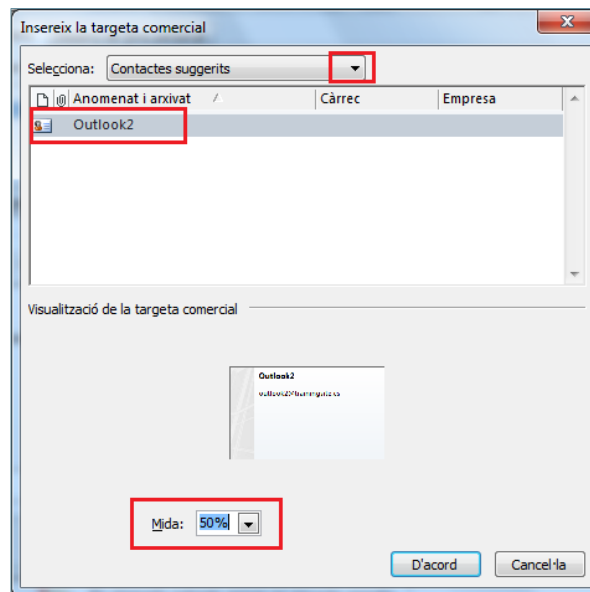 Insereix la targeta comercial
Selecciona: Contactes suggerits
Anomenat i arxivat Càrrec Empresa
Outlook2
Visualització de la targeta comercial
Outlook2
Mida: 50%
D'acord Cancel·la